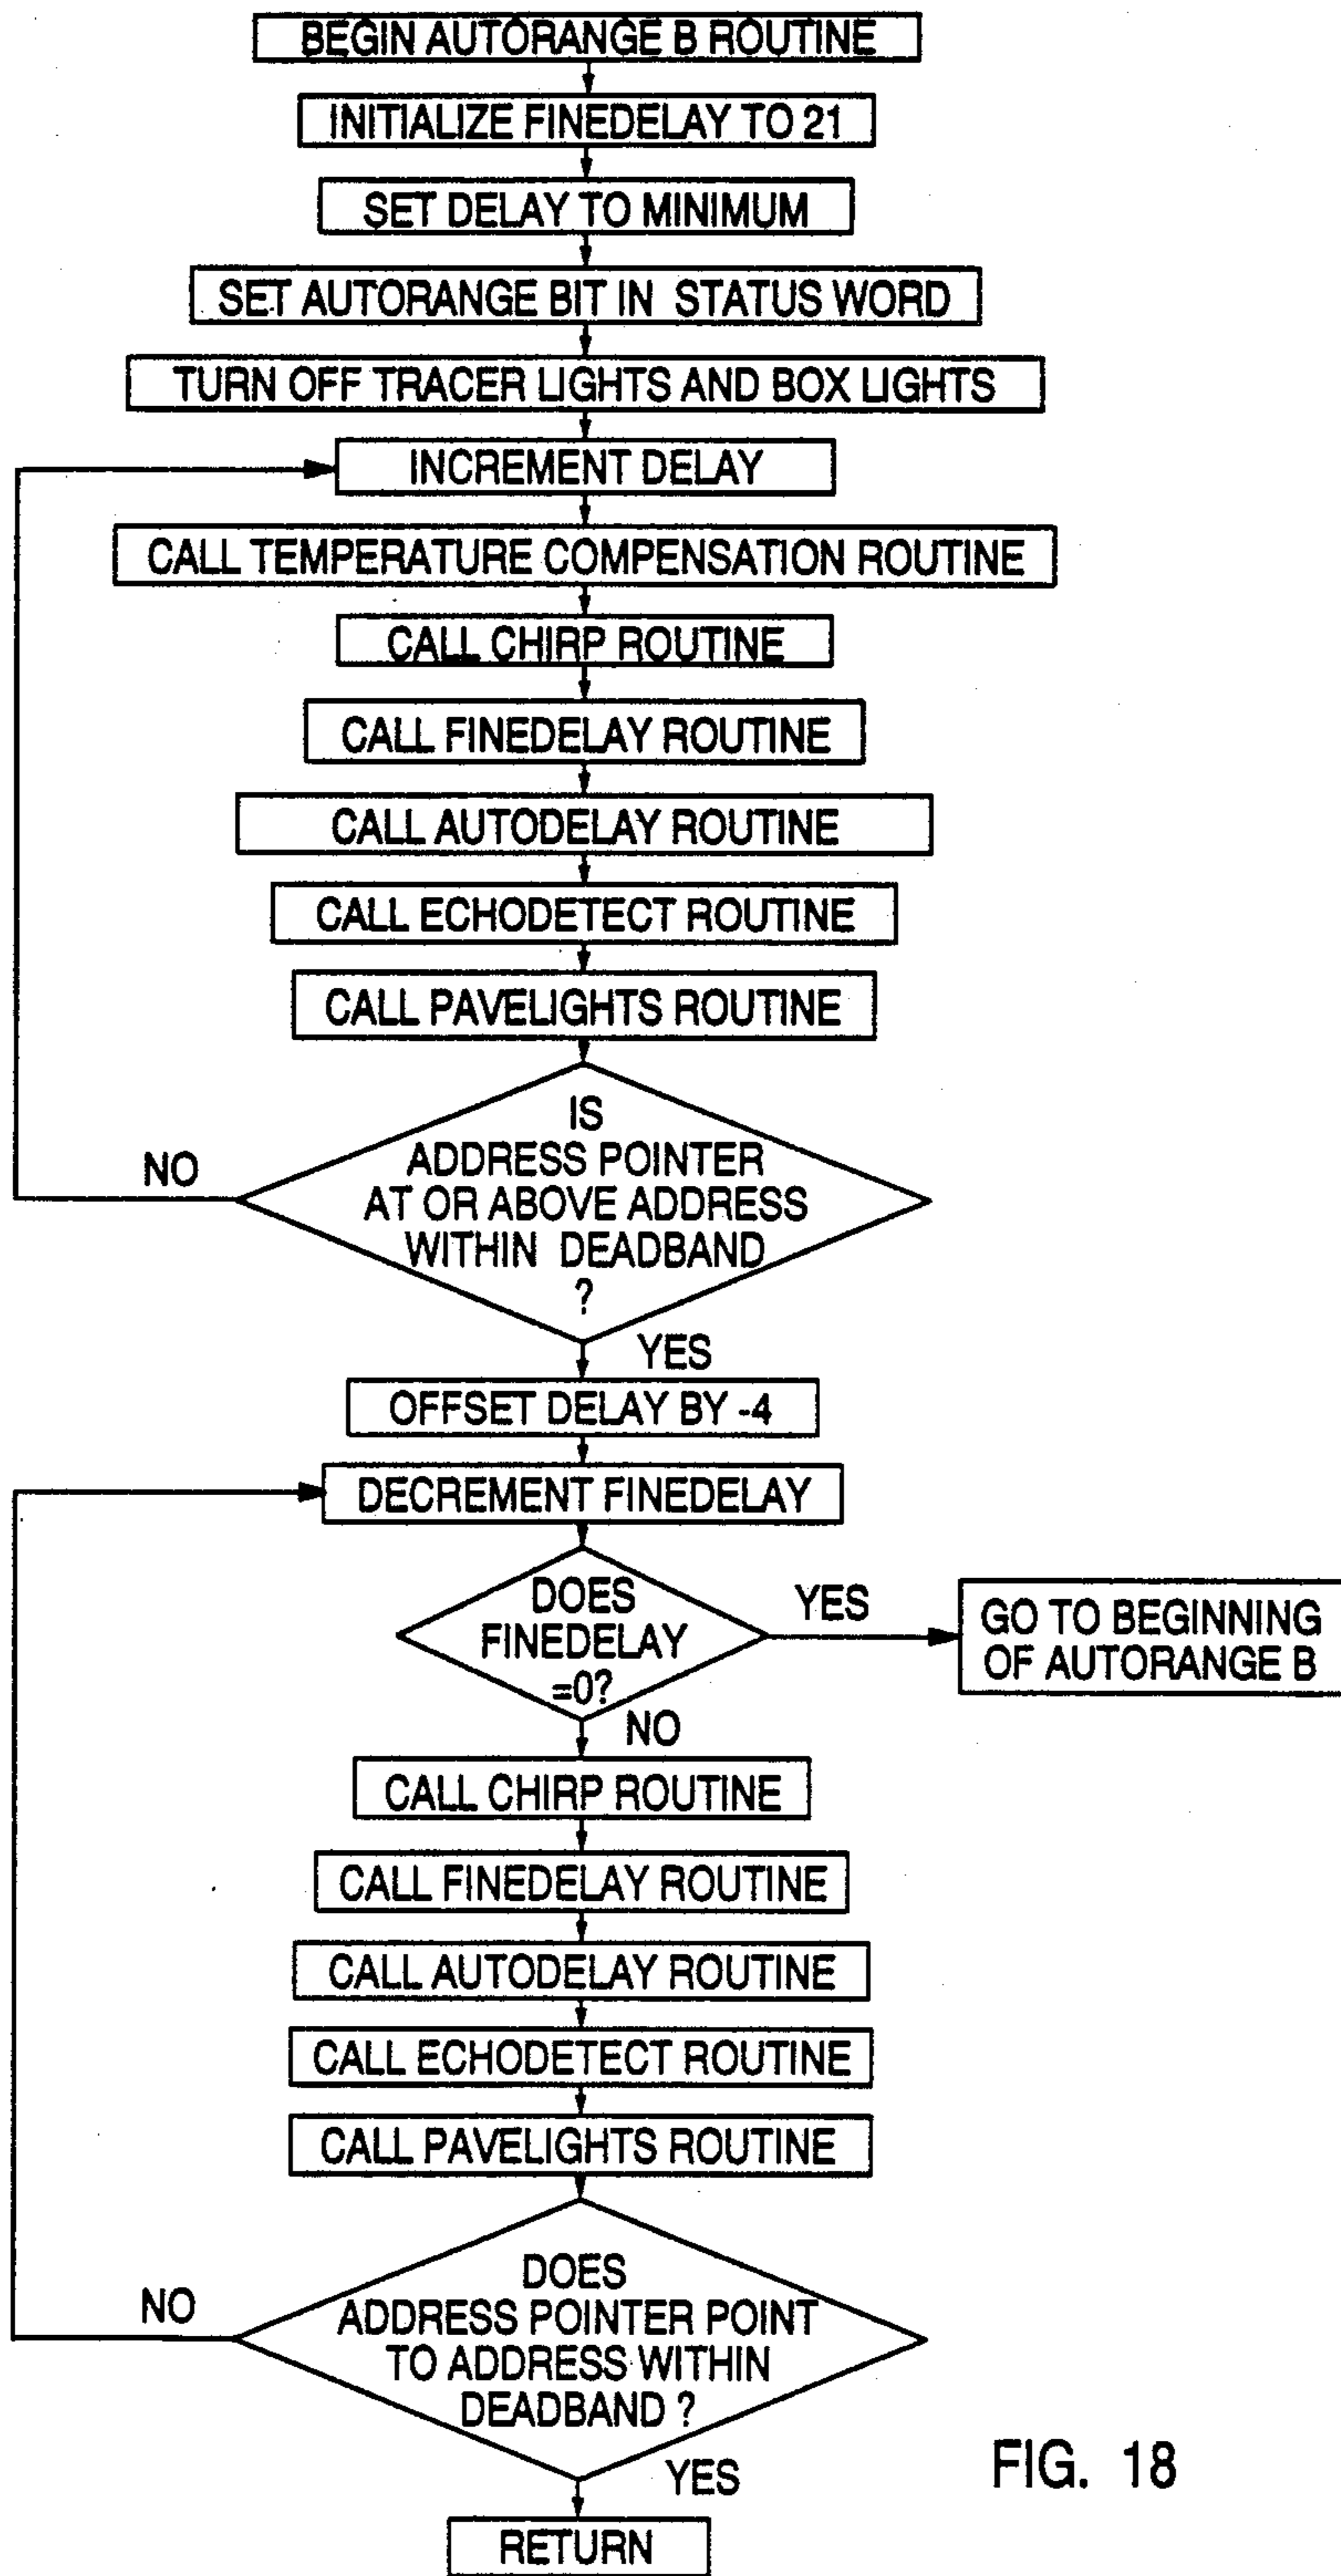 BEGIN AUTORANGE B ROUTINE
INITIALIZE FINEDELAY TO 21
SET DELAY TO MINIMUM
SET AUTORANGE BIT IN STATUS WORD
TURN OFF TRACER LIGHTS AND BOX LIGHTS
INCREMENT DELAY
CALL TEMPERATURE COMPENSATION ROUTINE
CALL CHIRP ROUTINE
CALL FINEDELAY ROUTINE
CALL AUTODELAY ROUTINE
CALL ECHODETECT ROUTINE
CALL PAVELIGHTS ROUTINE
IS
ADDRESS POINTER
AT OR ABOVE ADDRESS
WITHIN DEADBAND
?
NO
YES
OFFSET DELAY BY -4
DECREMENT FINEDELAY
DOES
FINEDELAY
=0?
YES
GO TO BEGINNING
OF AUTORANGE B
NO
CALL CHIRP ROUTINE
CALL FINEDELAY ROUTINE
CALL AUTODELAY ROUTINE
CALL ECHODETECT ROUTINE
CALL PAVELIGHTS ROUTINE
DOES
ADDRESS POINTER POINT
TO ADDRESS WITHIN
DEADBAND ?
NO
YES
RETURN
FIG. 18